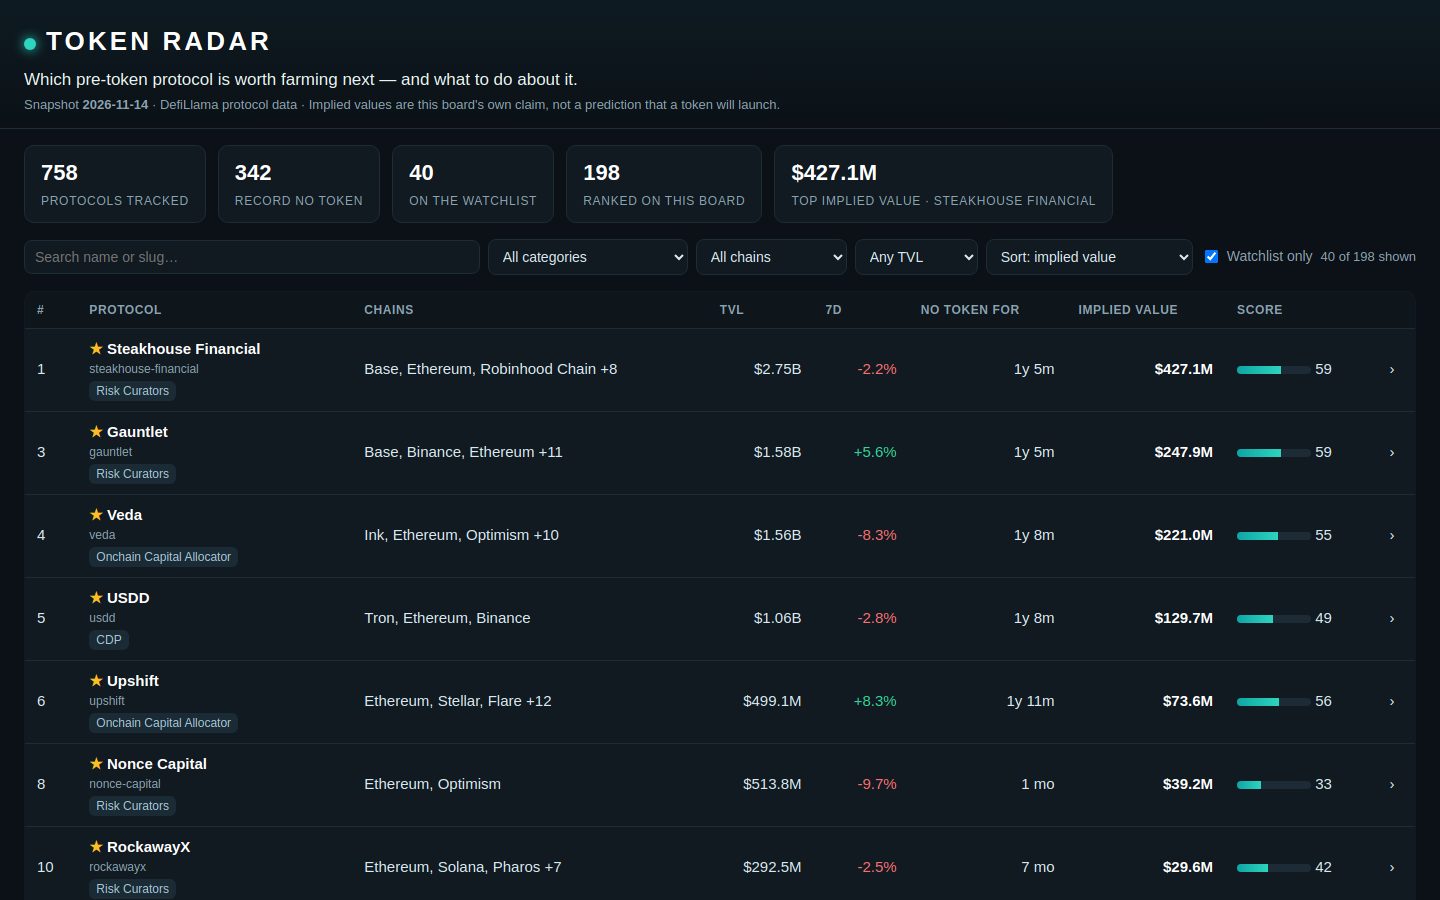 TOKEN RADAR
Which pre-token protocol is worth farming next — and what to do about it.
Snapshot 2026-11-14 · DefiLlama protocol data · Implied values are this board's own claim, not a prediction that a token will launch.
758
PROTOCOLS TRACKED
342
RECORD NO TOKEN
40
ON THE WATCHLIST
198
RANKED ON THIS BOARD
$427.1M
TOP IMPLIED VALUE · STEAKHOUSE FINANCIAL
Search name or slug… All categories All chains Any TVL Sort: implied value Watchlist only 40 of 198 shown
# PROTOCOL CHAINS TVL 7D NO TOKEN FOR IMPLIED VALUE SCORE
★ Steakhouse Financial
steakhouse-financial
Risk Curators
1 Base, Ethereum, Robinhood Chain +8 $2.75B -2.2% 1y 5m $427.1M 59 ›
★ Gauntlet
gauntlet
Risk Curators
3 Base, Binance, Ethereum +11 $1.58B +5.6% 1y 5m $247.9M 59 ›
★ Veda
veda
Onchain Capital Allocator
4 Ink, Ethereum, Optimism +10 $1.56B -8.3% 1y 8m $221.0M 55 ›
★ USDD
usdd
CDP
5 Tron, Ethereum, Binance $1.06B -2.8% 1y 8m $129.7M 49 ›
★ Upshift
upshift
Onchain Capital Allocator
6 Ethereum, Stellar, Flare +12 $499.1M +8.3% 1y 11m $73.6M 56 ›
★ Nonce Capital
nonce-capital
Risk Curators
8 Ethereum, Optimism $513.8M -9.7% 1 mo $39.2M 33 ›
★ RockawayX
rockawayx
Risk Curators
10 Ethereum, Solana, Pharos +7 $292.5M -2.5% 7 mo $29.6M 42 ›